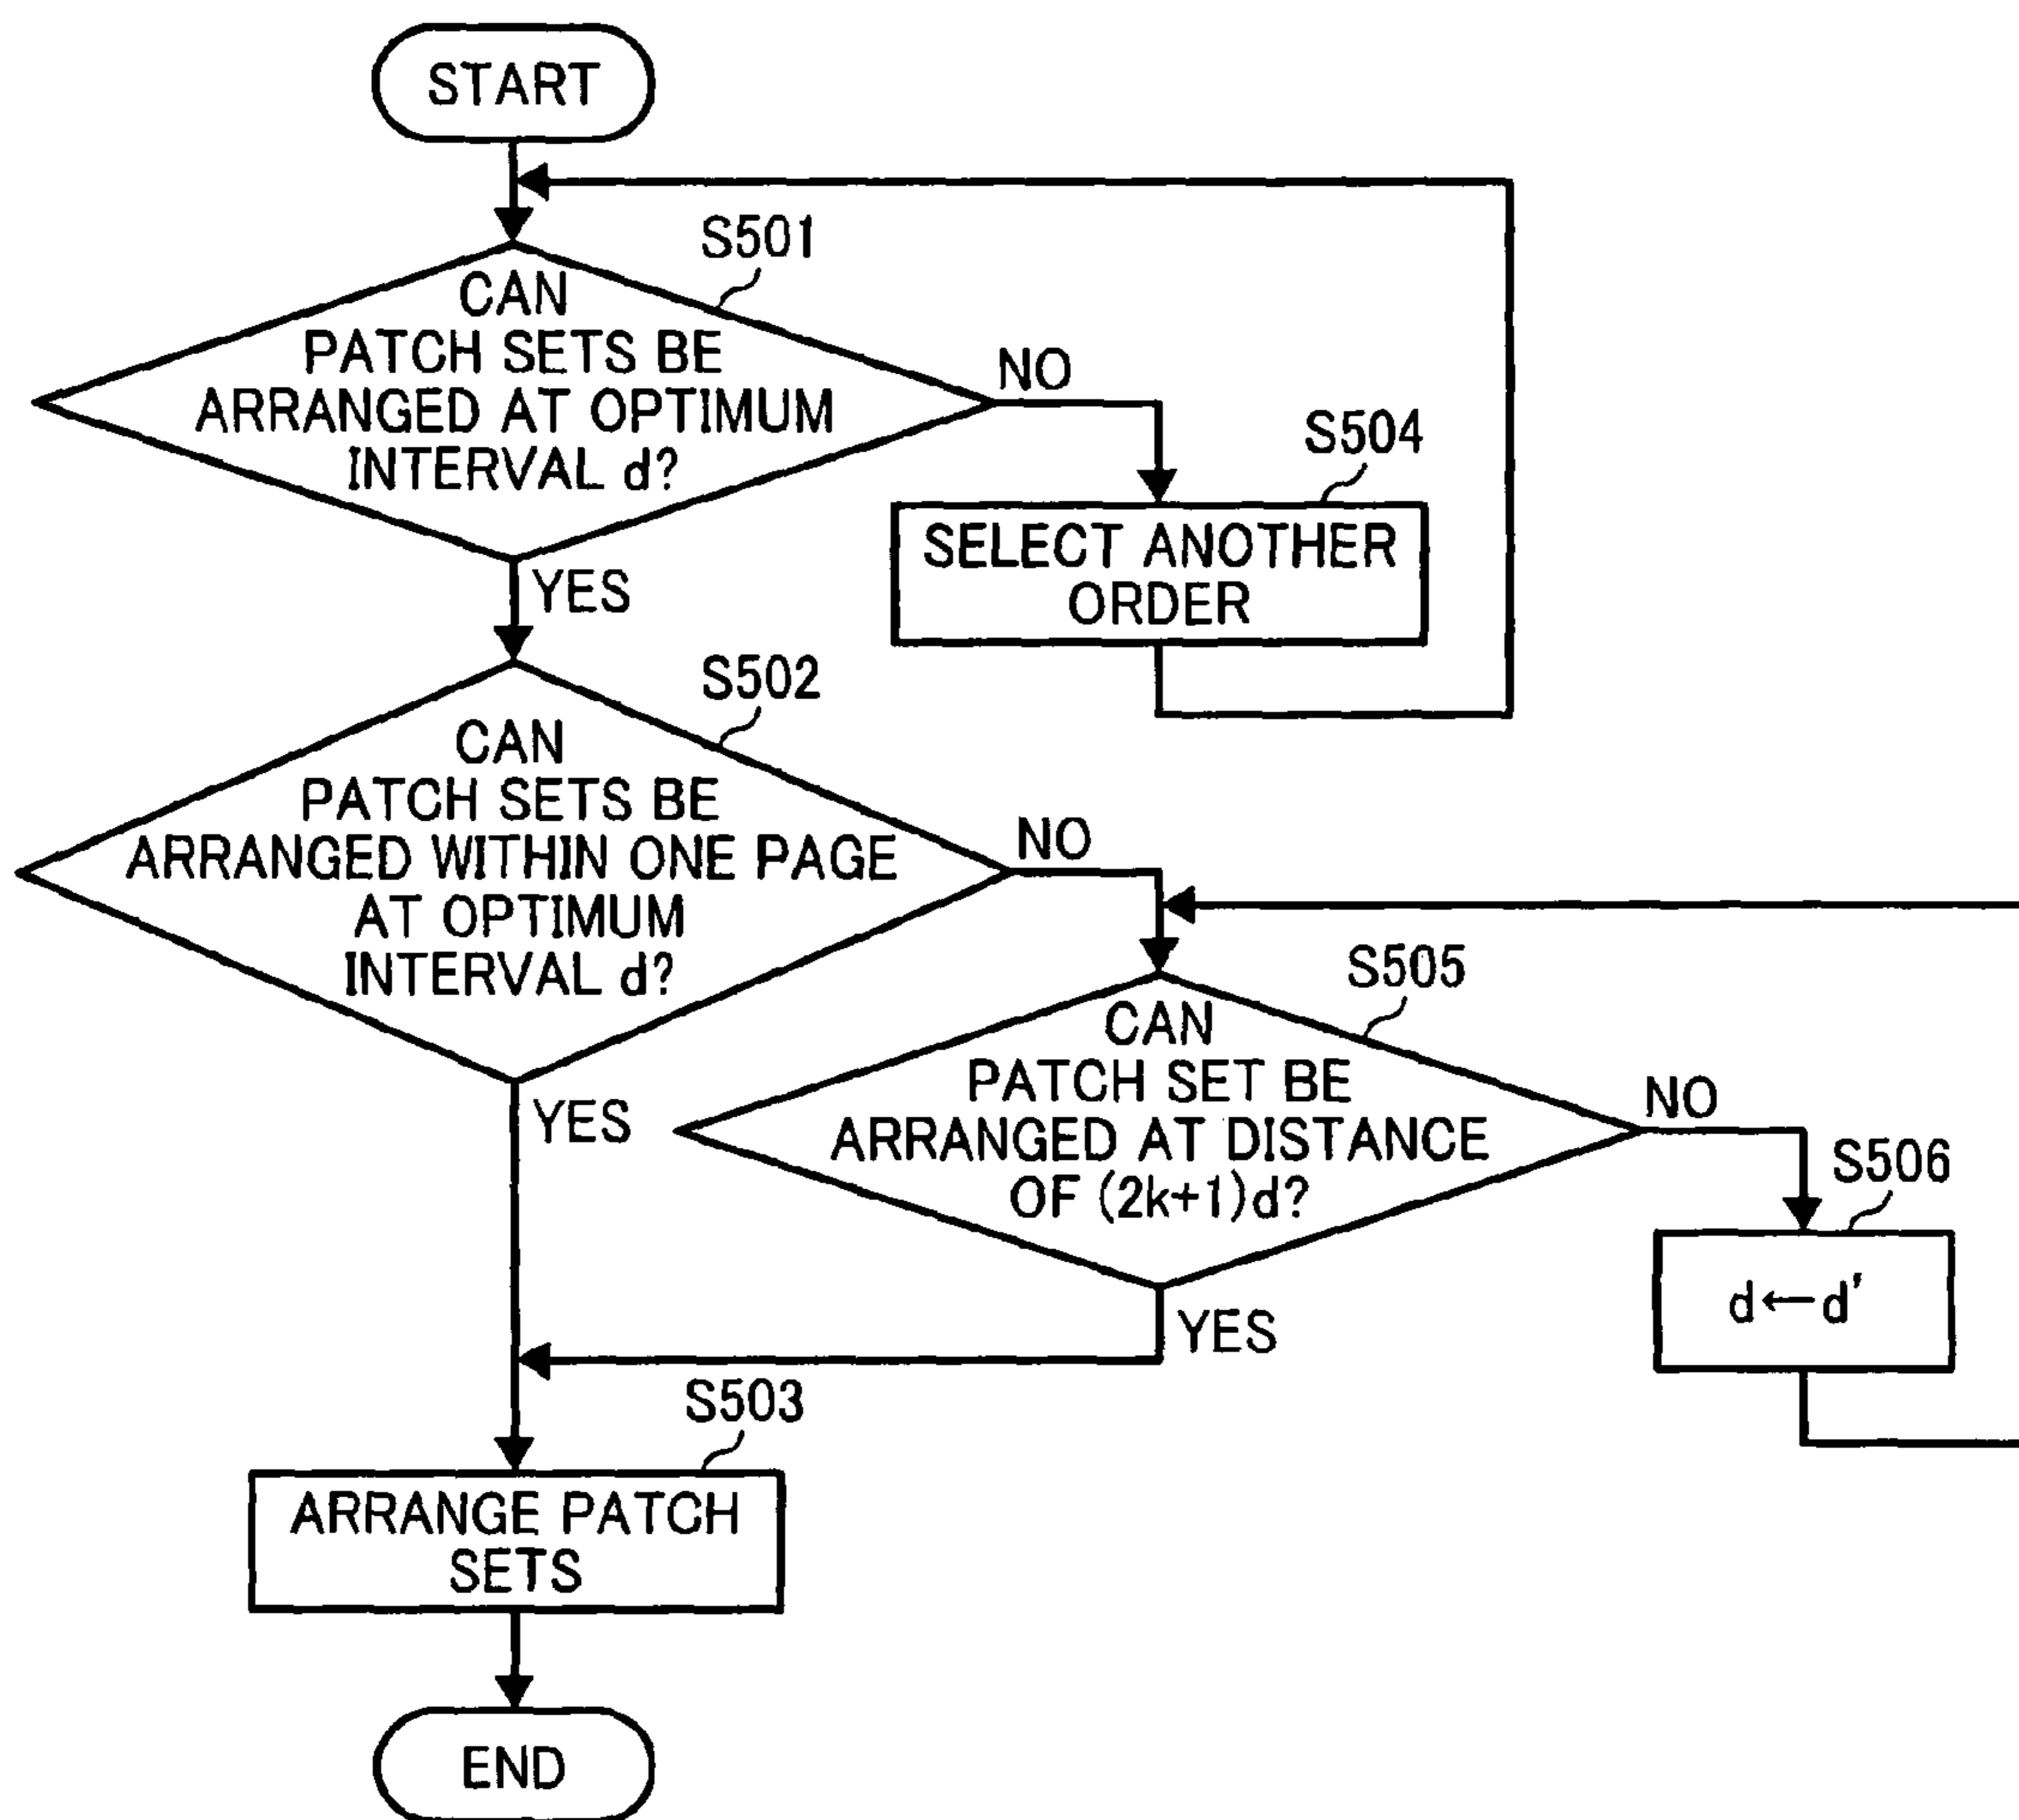 START
S501
CAN
PATCH SETS BE
ARRANGED AT OPTIMUM
INTERVAL d?
NO
S504
SELECT ANOTHER
ORDER
YES
S502
CAN
PATCH SETS BE
ARRANGED WITHIN ONE PAGE
AT OPTIMUM
INTERVAL d?
NO
S505
CAN
PATCH SET BE
ARRANGED AT DISTANCE
OF (2k+1)d?
NO
S506
d←d'
YES
YES
S503
ARRANGE PATCH
SETS
END